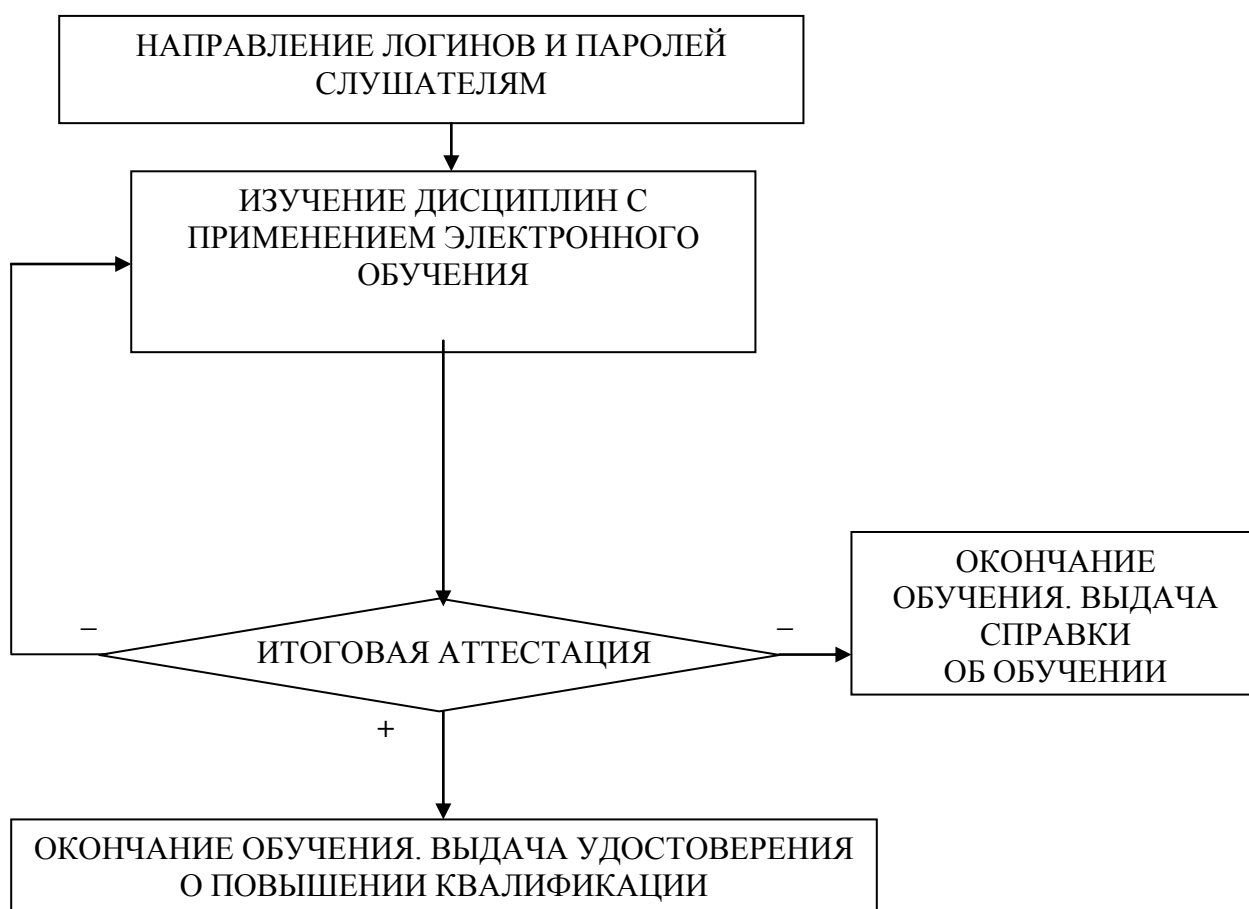 НАПРАВЛЕНИЕ ЛОГИНОВ И ПАРОЛЕЙ
СЛУШАТЕЛЯМ
ИЗУЧЕНИЕ ДИСЦИПЛИН С
ПРИМЕНЕНИЕМ ЭЛЕКТРОННОГО
ОБУЧЕНИЯ
–
ИТОГОВАЯ АТТЕСТАЦИЯ
–
ОКОНЧАНИЕ
ОБУЧЕНИЯ. ВЫДАЧА
СПРАВКИ
ОБ ОБУЧЕНИИ
+
ОКОНЧАНИЕ ОБУЧЕНИЯ. ВЫДАЧА УДОСТОВЕРЕНИЯ
О ПОВЫШЕНИИ КВАЛИФИКАЦИИ